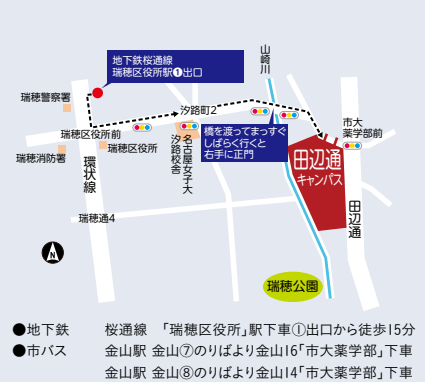 地下鉄桜通線
瑞穂区役所駅❶出口
山崎川
瑞穂警察署
汐路町2
市大
薬学部前
瑞穂区役所前
瑞穂区役所
瑞穂消防署
環状線
名古屋女子大
汐路校舎
橋を渡ってまっすぐ
しばらく行くと
右手に正門
田辺通
キャンパス
田辺通
瑞穂通4
N
瑞穂公園
●地下鉄 桜通線 「瑞穂区役所」駅下車①出口から徒歩15分
●市バス 金山駅 金山⑦のりばより金山16「市大薬学部」下車
金山駅 金山⑧のりばより金山14「市大薬学部」下車